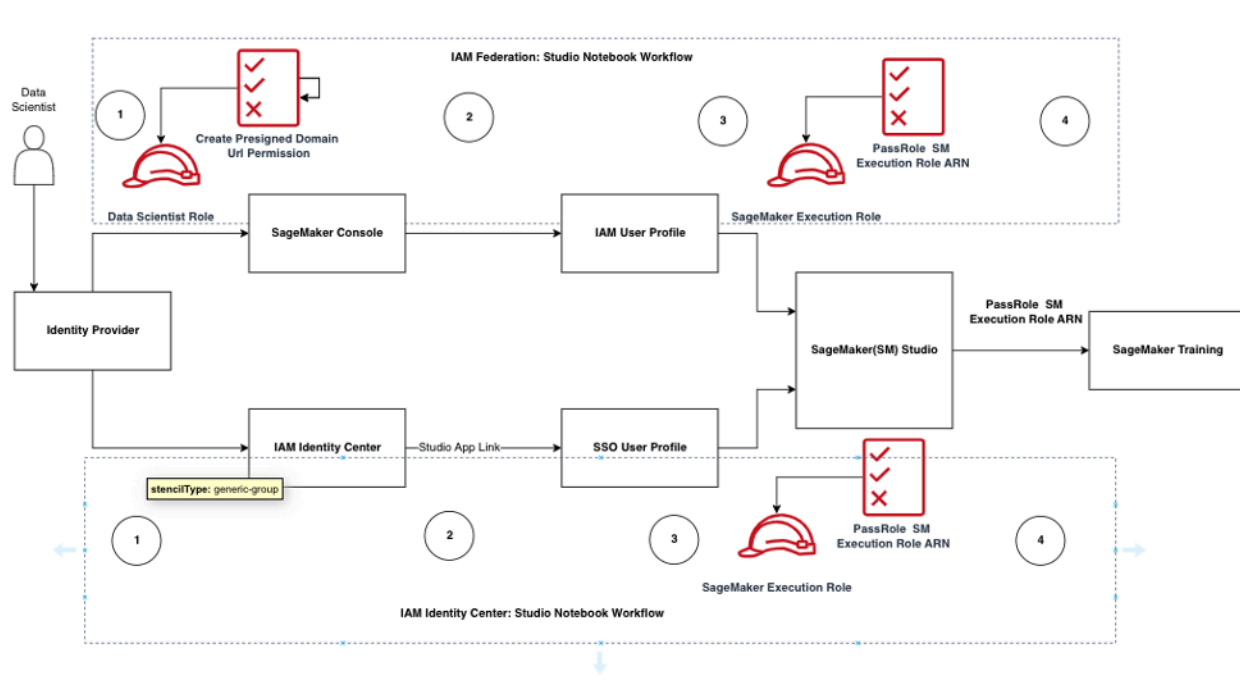 IAM Federation: Studio Notebook Workflow
Data
Scientist
1
2
3
4
Create Presigned Domain
Url Permission
PassRole SM
Execution Role ARN
Data Scientist Role
SageMaker Execution Role
SageMaker Console
IAM User Profile
Identity Provider
SageMaker(SM) Studio
PassRole SM
Execution Role ARN
SageMaker Training
IAM Identity Center
Studio App Link
SSO User Profile
stencilType: generic-group
1
2
3
4
PassRole SM
Execution Role ARN
SageMaker Execution Role
IAM Identity Center: Studio Notebook Workflow